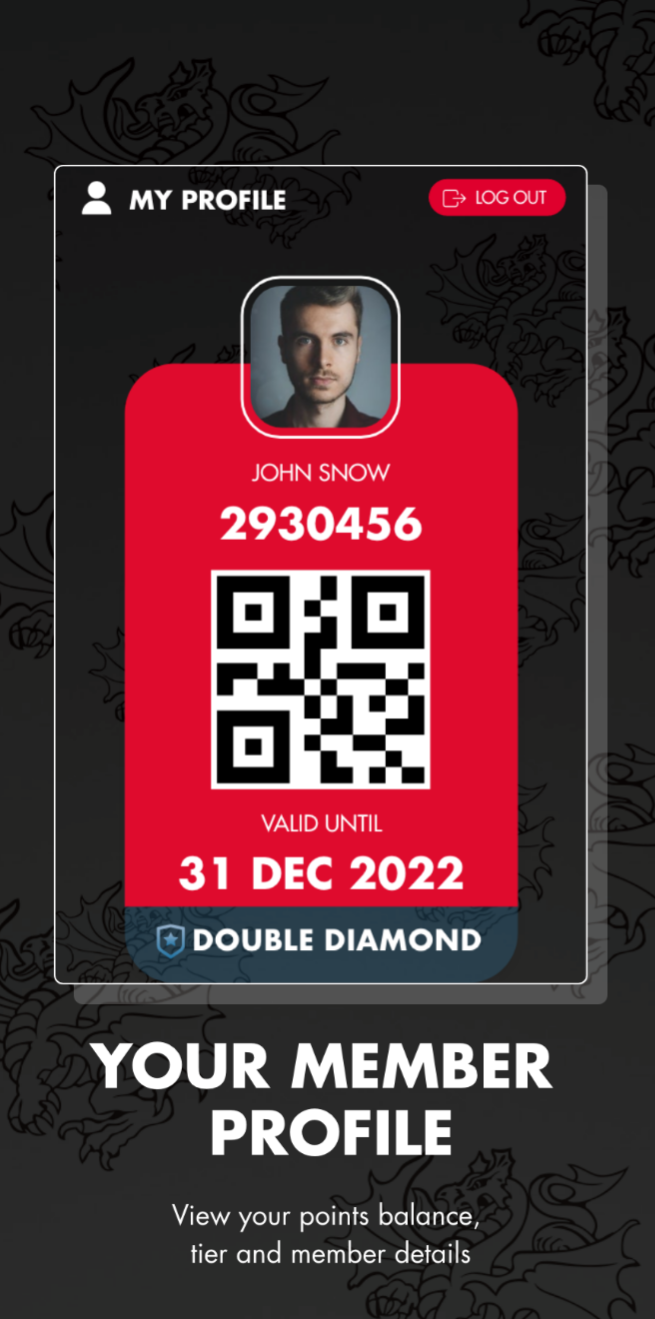 MY PROFILE
LOG OUT
JOHN SNOW
2930456
VALID UNTIL
31 DEC 2022
DOUBLE DIAMOND
YOUR MEMBER
PROFILE
View your points balance,
tier and member details